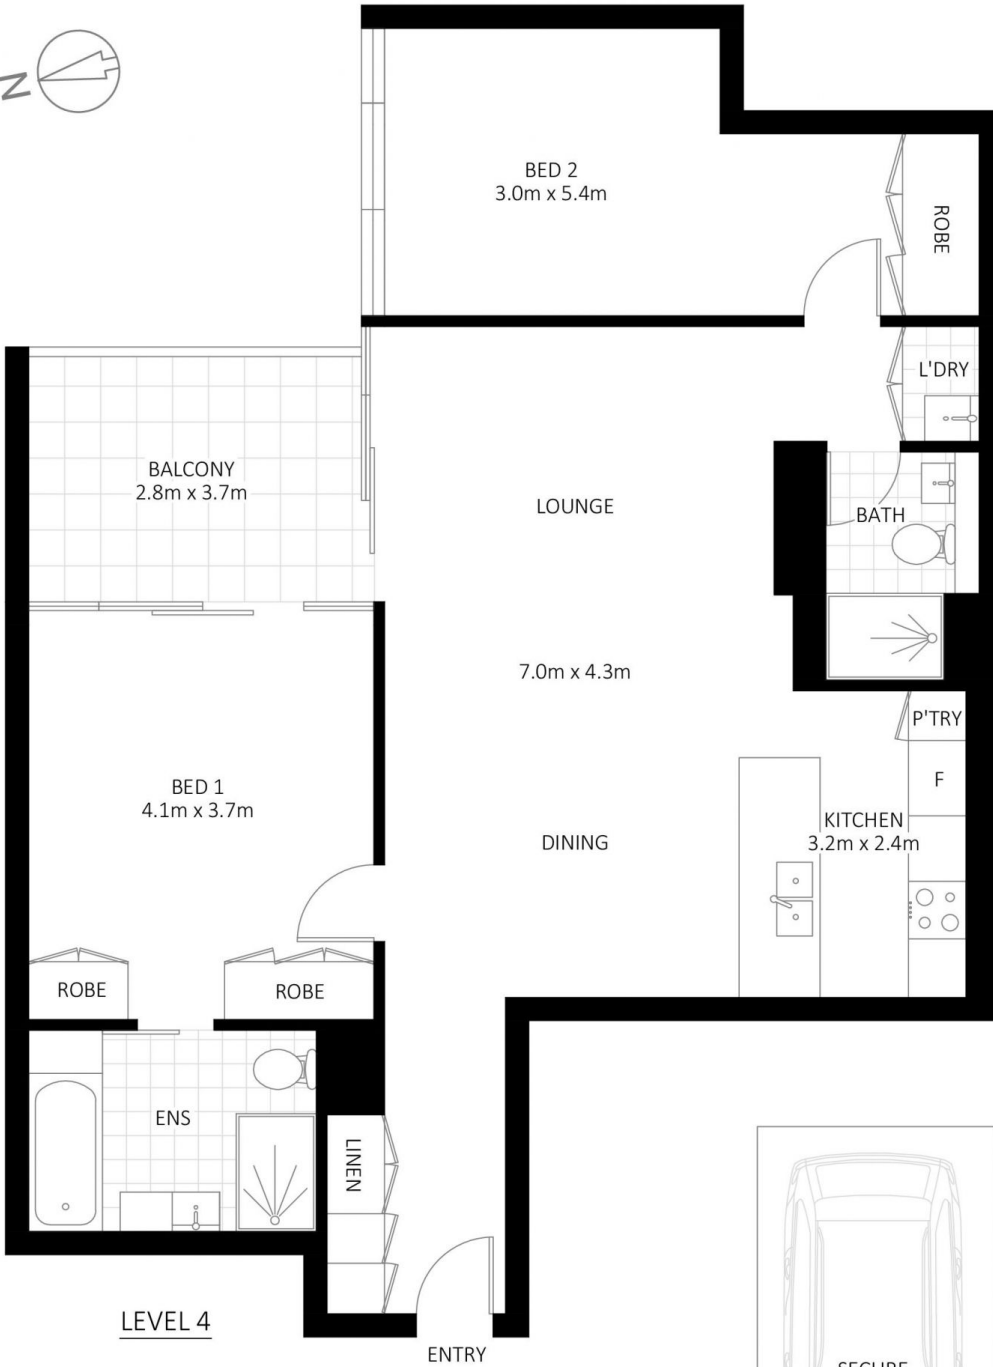 N
BED 2
3.0m x 5.4m
ROBE
L'DRY
BALCONY
2.8m x 3.7m
LOUNGE
BATH
7.0m x 4.3m
P'TRY
F
BED 1
4.1m x 3.7m
KITCHEN
3.2m x 2.4m
DINING
ROBE
ROBE
ENS
LINEN
LEVEL 4
ENTRY
SECURE